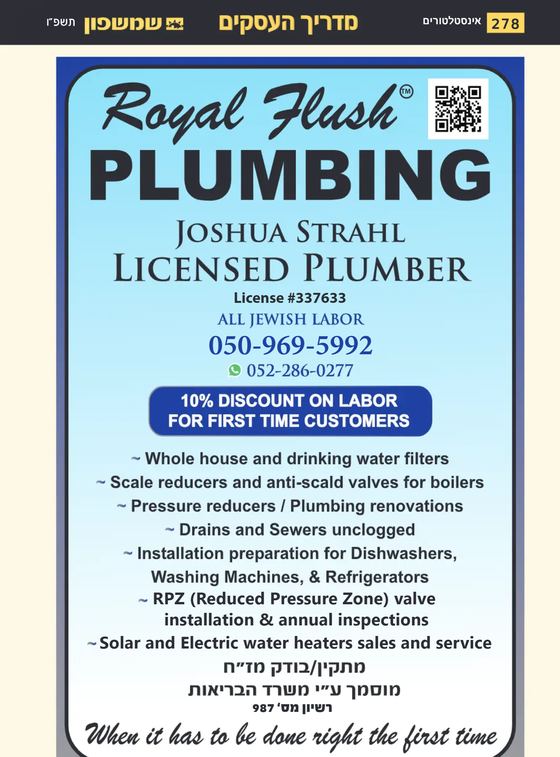 278 אינסטלטורים מדריך העסקים שמשפון תשפ״ו
Royal Flush™
PLUMBING
JOSHUA STRAHL
LICENSED PLUMBER
License #337633
ALL JEWISH LABOR
050-969-5992
052-286-0277
10% DISCOUNT ON LABOR
FOR FIRST TIME CUSTOMERS
~ Whole house and drinking water filters
~ Scale reducers and anti-scald valves for boilers
~ Pressure reducers / Plumbing renovations
~ Drains and Sewers unclogged
~ Installation preparation for Dishwashers,
Washing Machines, & Refrigerators
~ RPZ (Reduced Pressure Zone) valve
installation & annual inspections
~ Solar and Electric water heaters sales and service
מתקין/בודק מז״ח
מוסמך ע״י משרד הבריאות
רשיון מס׳ 987
When it has to be done right the first time